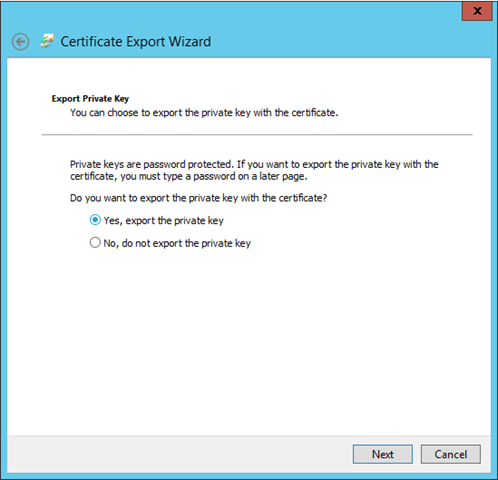 x
Certificate Export Wizard
Export Private Key
You can choose to export the private key with the certificate.
Private keys are password protected. If you want to export the private key with the
certificate, you must type a password on a later page.
Do you want to export the private key with the certificate?
Yes, export the private key
No, do not export the private key
Next
Cancel